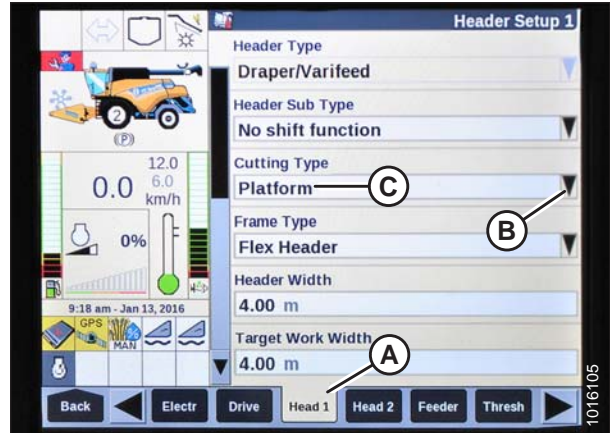 Header Setup 1
Header Type
Draper/Varifeed
Header Sub Type
No shift function
Cutting Type
Platform
C
B
Frame Type
Flex Header
Header Width
4.00 m
Target Work Width
4.00 m
A
2
(P)
12.0
0.0 6.0
km/h
0%
9:18 am - Jan 13, 2016
GPS
%
MAN
Back
Electr
Drive
Head 1
Head 2
Feeder
Thresh
1016105